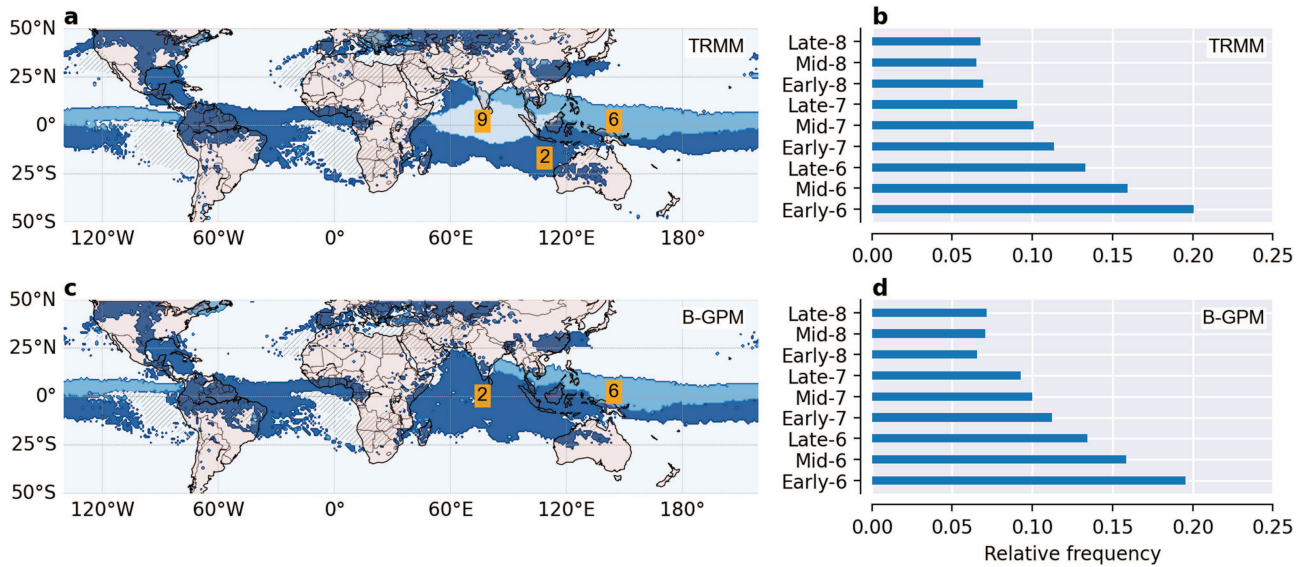 a
50°N
25°N
0°
25°S
50°S
TRMM
9
6
2
120°W 60°W 0° 60°E 120°E 180°
b
TRMM
Late-8
Mid-8
Early-8
Late-7
Mid-7
Early-7
Late-6
Mid-6
Early-6
0.00 0.05 0.10 0.15 0.20 0.25
c
50°N
25°N
0°
25°S
50°S
B-GPM
2
6
120°W 60°W 0° 60°E 120°E 180°
d
B-GPM
Late-8
Mid-8
Early-8
Late-7
Mid-7
Early-7
Late-6
Mid-6
Early-6
0.00 0.05 0.10 0.15 0.20 0.25
Relative frequency